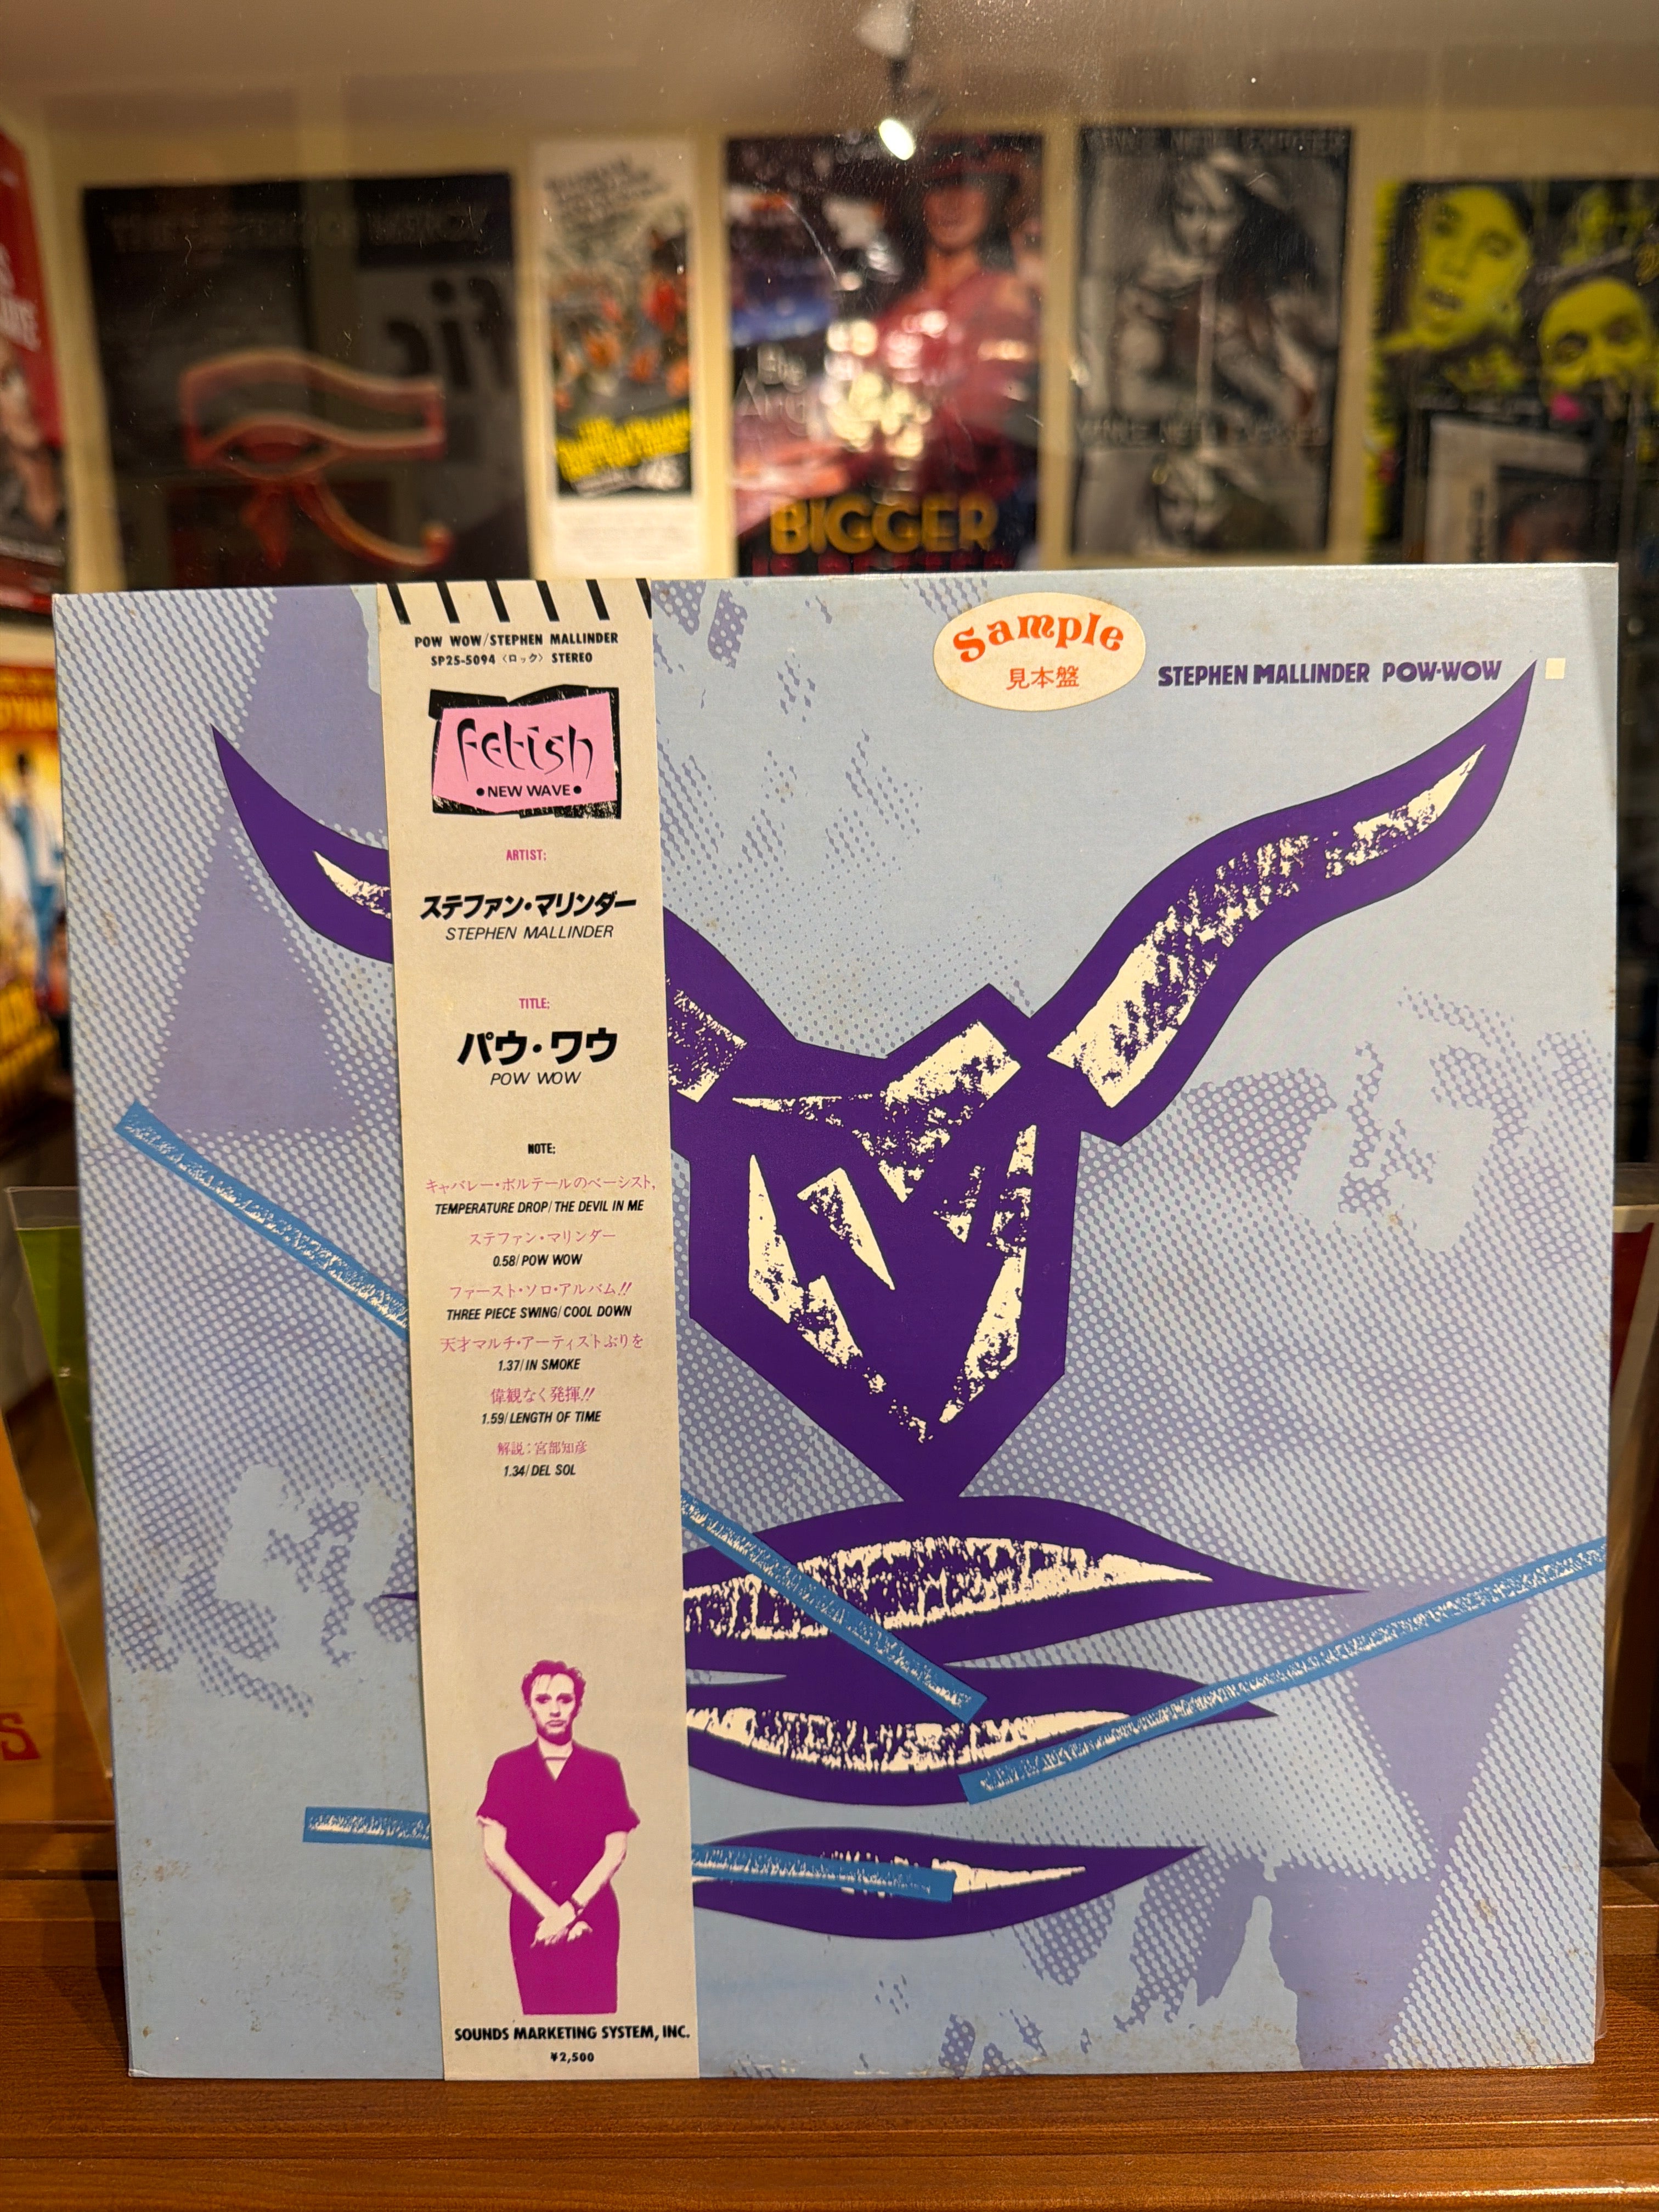 BIGGER
POW WOW/STEPHEN MALLINDER
SP25-5094〈ロック〉STEREO
fetish
●NEW WAVE●
ARTIST:
ステファン・マリンダー
STEPHEN MALLINDER
TITLE:
パウ・ワウ
POW WOW
NOTE:
キャバレー・ボルテールのベーシスト,
TEMPERATURE DROP/THE DEVIL IN ME
ステファン・マリンダー
0.58/POW WOW
ファースト・ソロ・アルバム!!
THREE PIECE SWING/COOL DOWN
天才マルチ・アーティストぶりを
1.37/IN SMOKE
偉観なく発揮!!
1.59/LENGTH OF TIME
解説：宮部知彦
1.34/DEL SOL
SOUNDS MARKETING SYSTEM, INC.
¥2,500
Sample
見本盤
STEPHEN MALLINDER POW-WOW